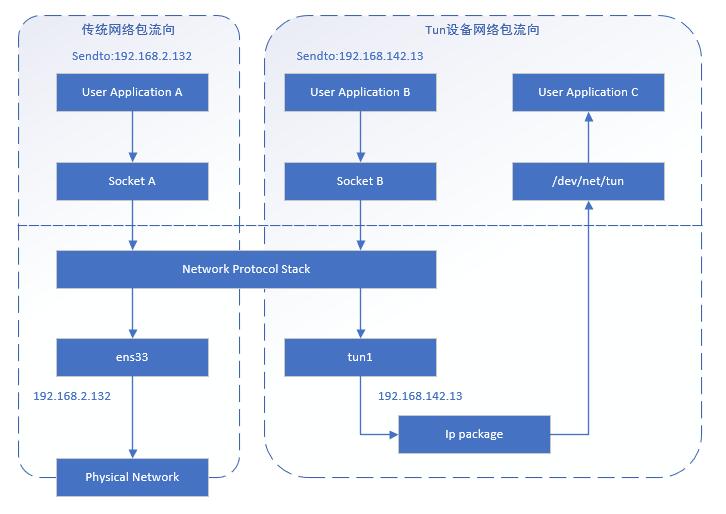 传统网络包流向
Tun设备网络包流向
Sendto:192.168.2.132
Sendto:192.168.142.13
User Application A
User Application B
User Application C
Socket A
Socket B
/dev/net/tun
Network Protocol Stack
ens33
tun1
192.168.2.132
192.168.142.13
Ip package
Physical Network